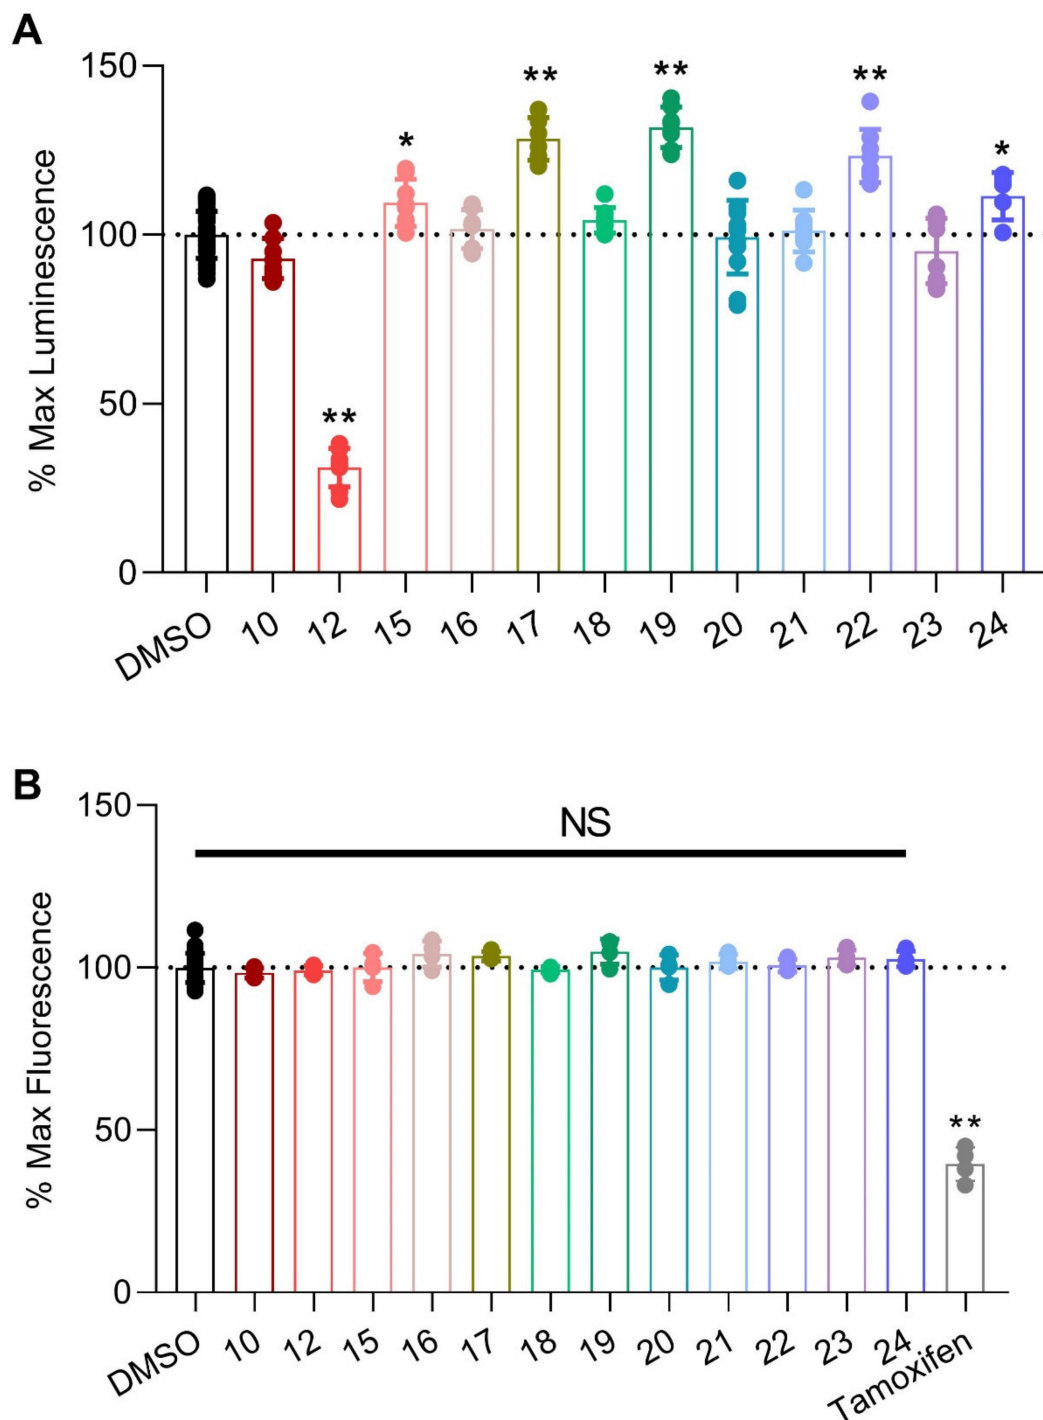 A
150
100
50
0
% Max Luminescence
** ** ** ** * *
DMSO 10 12 15 16 17 18 19 20 21 22 23 24
B
150
100
50
0
% Max Fluorescence
NS
**
DMSO 10 12 15 16 17 18 19 20 21 22 23 24 Tamoxifen